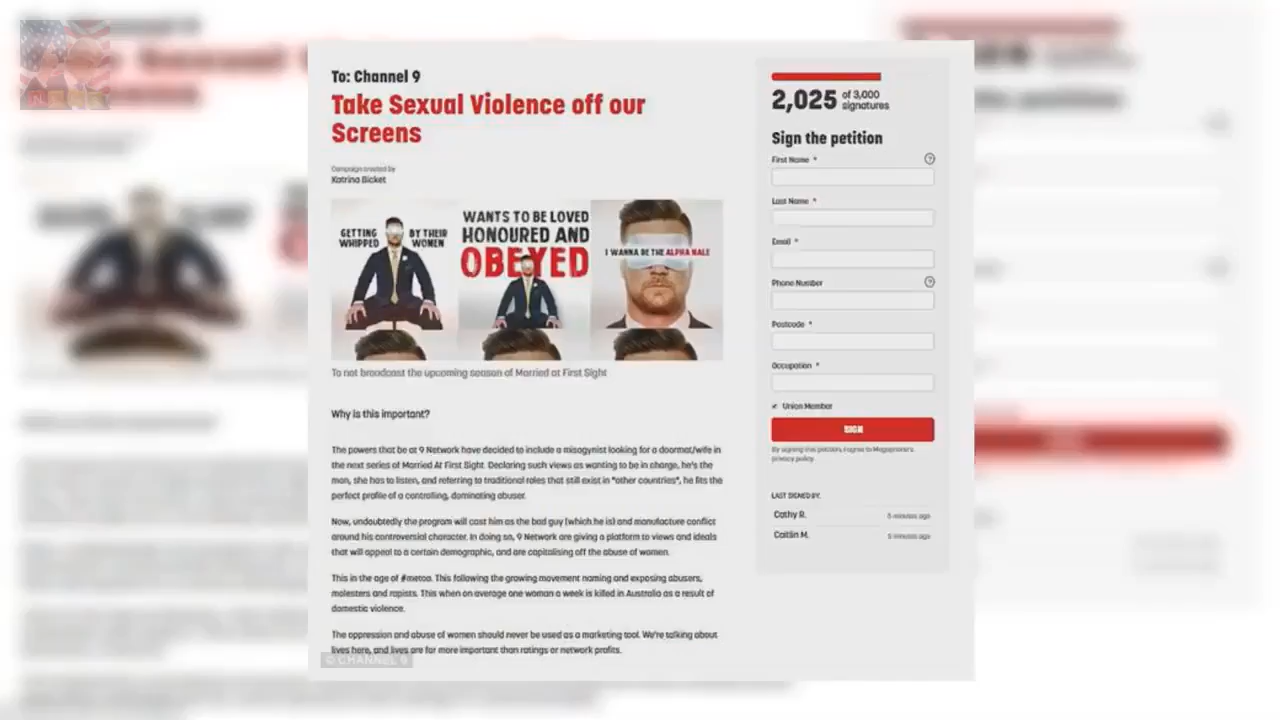 To: Channel 9
Take Sexual Violence off our
Screens
Campaign created by
Katrina Bicket
GETTING WHIPPED BY THEIR WOMEN
WANTS TO BE LOVED
HONOURED AND
OBEYED
I WANNA BE THE ALPHA MALE
To not broadcast the upcoming season of Married at First Sight
Why is this important?
The powers that be at 9 Network have decided to include a misogynist looking for a doormat/wife in
the next series of Married At First Sight. Declaring such views as wanting to be in charge, he's the
man, she has to listen, and referring to traditional roles that still exist in "other countries", he fits the
perfect profile of a controlling, dominating abuser.
Now, undoubtedly the program will cast him as the bad guy (which he is) and manufacture conflict
around his controversial character. In doing so, 9 Network are giving a platform to views and ideals
that will appeal to a certain demographic, and are capitalising off the abuse of women.
This in the age of #metoo. This following the growing movement naming and exposing abusers,
molesters and rapists. This when on average one woman a week is killed in Australia as a result of
domestic violence.
The oppression and abuse of women should never be used as a marketing tool. We're talking about
lives here, and lives are far more important than ratings or network profits.
© CHANNEL 9
2,025 of 3,000
signatures
Sign the petition
First Name *
Last Name *
Email *
Phone Number
Postcode *
Occupation *
Union Member
SIGN
By signing this petition, I agree to Megaphone's
privacy policy.
LAST SIGNED BY:
Cathy R. 5 minutes ago
Caitlin M. 5 minutes ago
NEWS